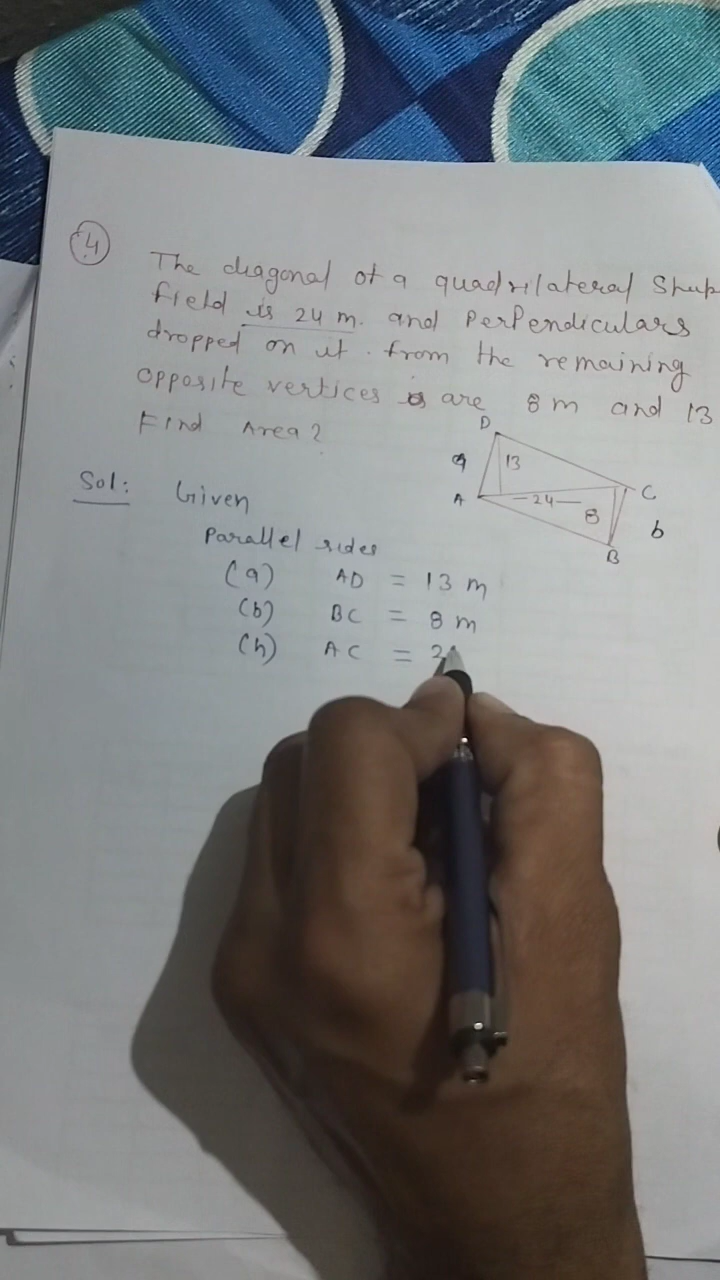 4
The diagonal of a quadrilateral Shap
field is 24 m. and Perpendiculars
dropped on it. from the remaining
opposite vertices are 8 m and 13
Find Area?
D
a 13
A -24- C
8 b
B
Sol: Given
Parallel sides
(a) AD = 13 m
(b) BC = 8 m
(h) AC = 2